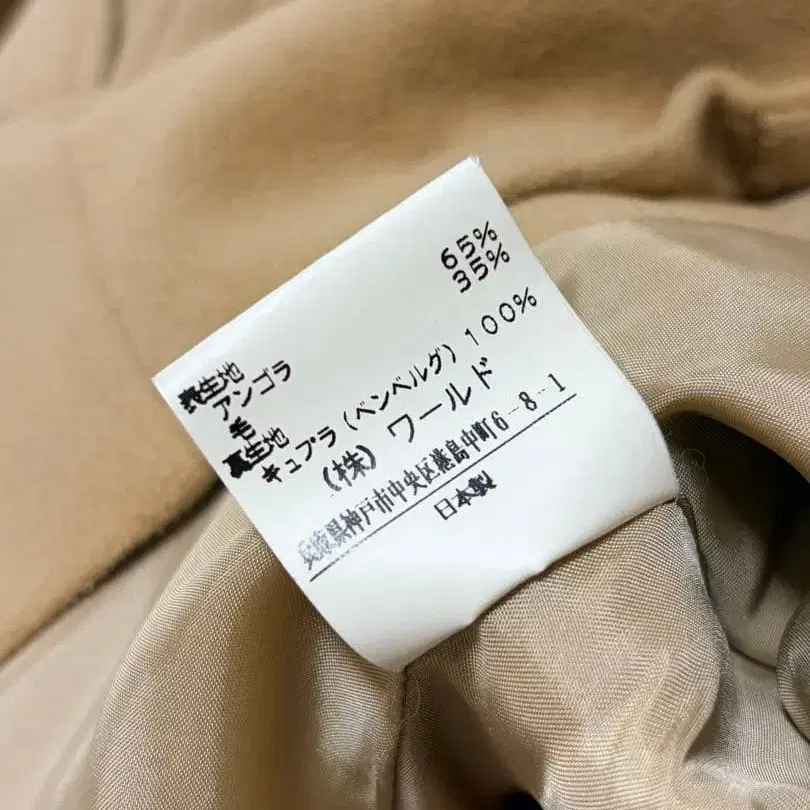 表生地
アンゴラ 65%
毛 35%
裏生地
キュプラ(ベンベルグ)100%
(株)ワールド
兵庫県神戸市中央区港島中町6-8-1
日本製